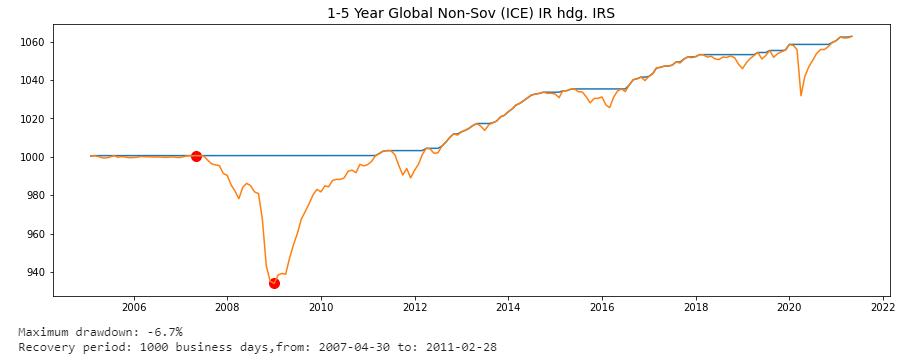 1-5 Year Global Non-Sov (ICE) IR hdg. IRS
1060
1040
1020
1000
980
960
940
2006 2008 2010 2012 2014 2016 2018 2020 2022
Maximum drawdown: -6.7%
Recovery period: 1000 business days,from: 2007-04-30 to: 2011-02-28